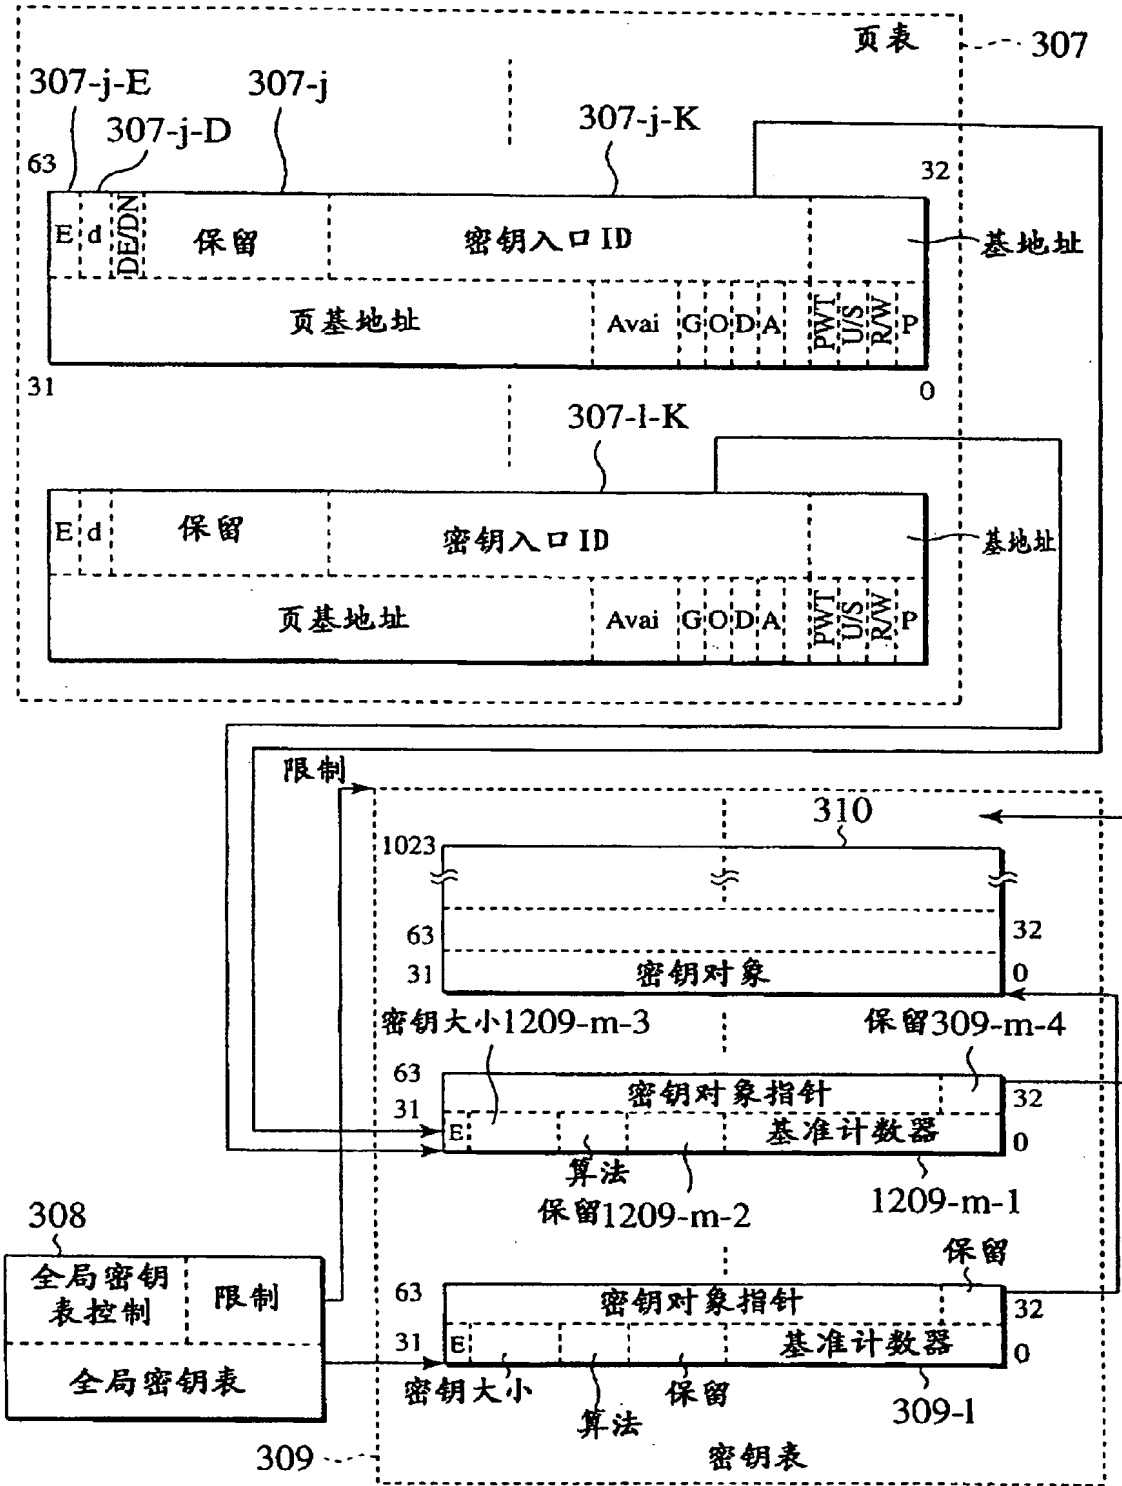 页表
307
307-j-E
307-j
307-j-D
307-j-K
63
32
E
d
DE/DN
保留
密钥入口ID
基地址
页基地址
Avai
G
O
D
A
PWT
U/S
R/W
P
31
0
307-l-K
E
d
保留
密钥入口ID
基地址
页基地址
Avai
G
O
D
A
PWT
U/S
R/W
P
限制
310
1023
63
32
31
密钥对象
0
密钥大小1209-m-3
保留309-m-4
63
密钥对象指针
32
31
E
基准计数器
0
算法
保留1209-m-2
1209-m-1
308
保留
全局密钥
表控制
限制
63
密钥对象指针
32
31
E
基准计数器
0
全局密钥表
密钥大小
保留
算法
309-l
309
密钥表